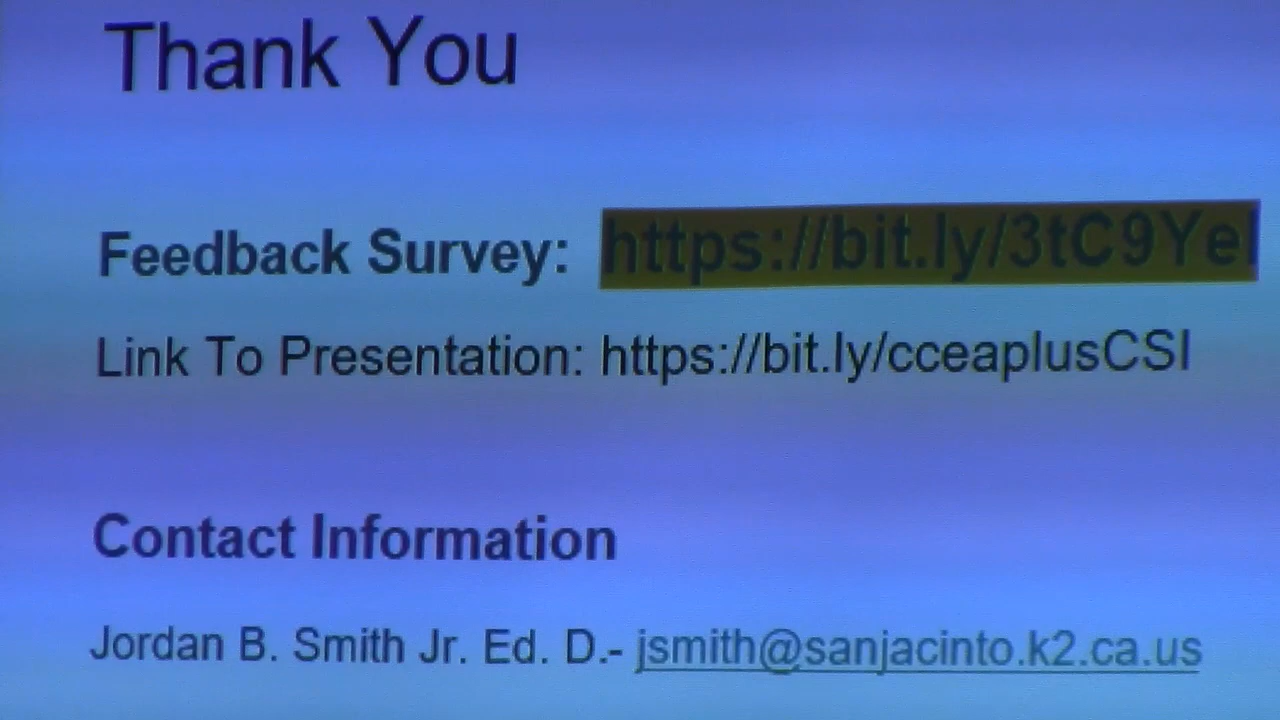 Thank You
Feedback Survey: https://bit.ly/3tC9YeI
Link To Presentation: https://bit.ly/cceaplusCSI
Contact Information
Jordan B. Smith Jr. Ed. D.- jsmith@sanjacinto.k2.ca.us